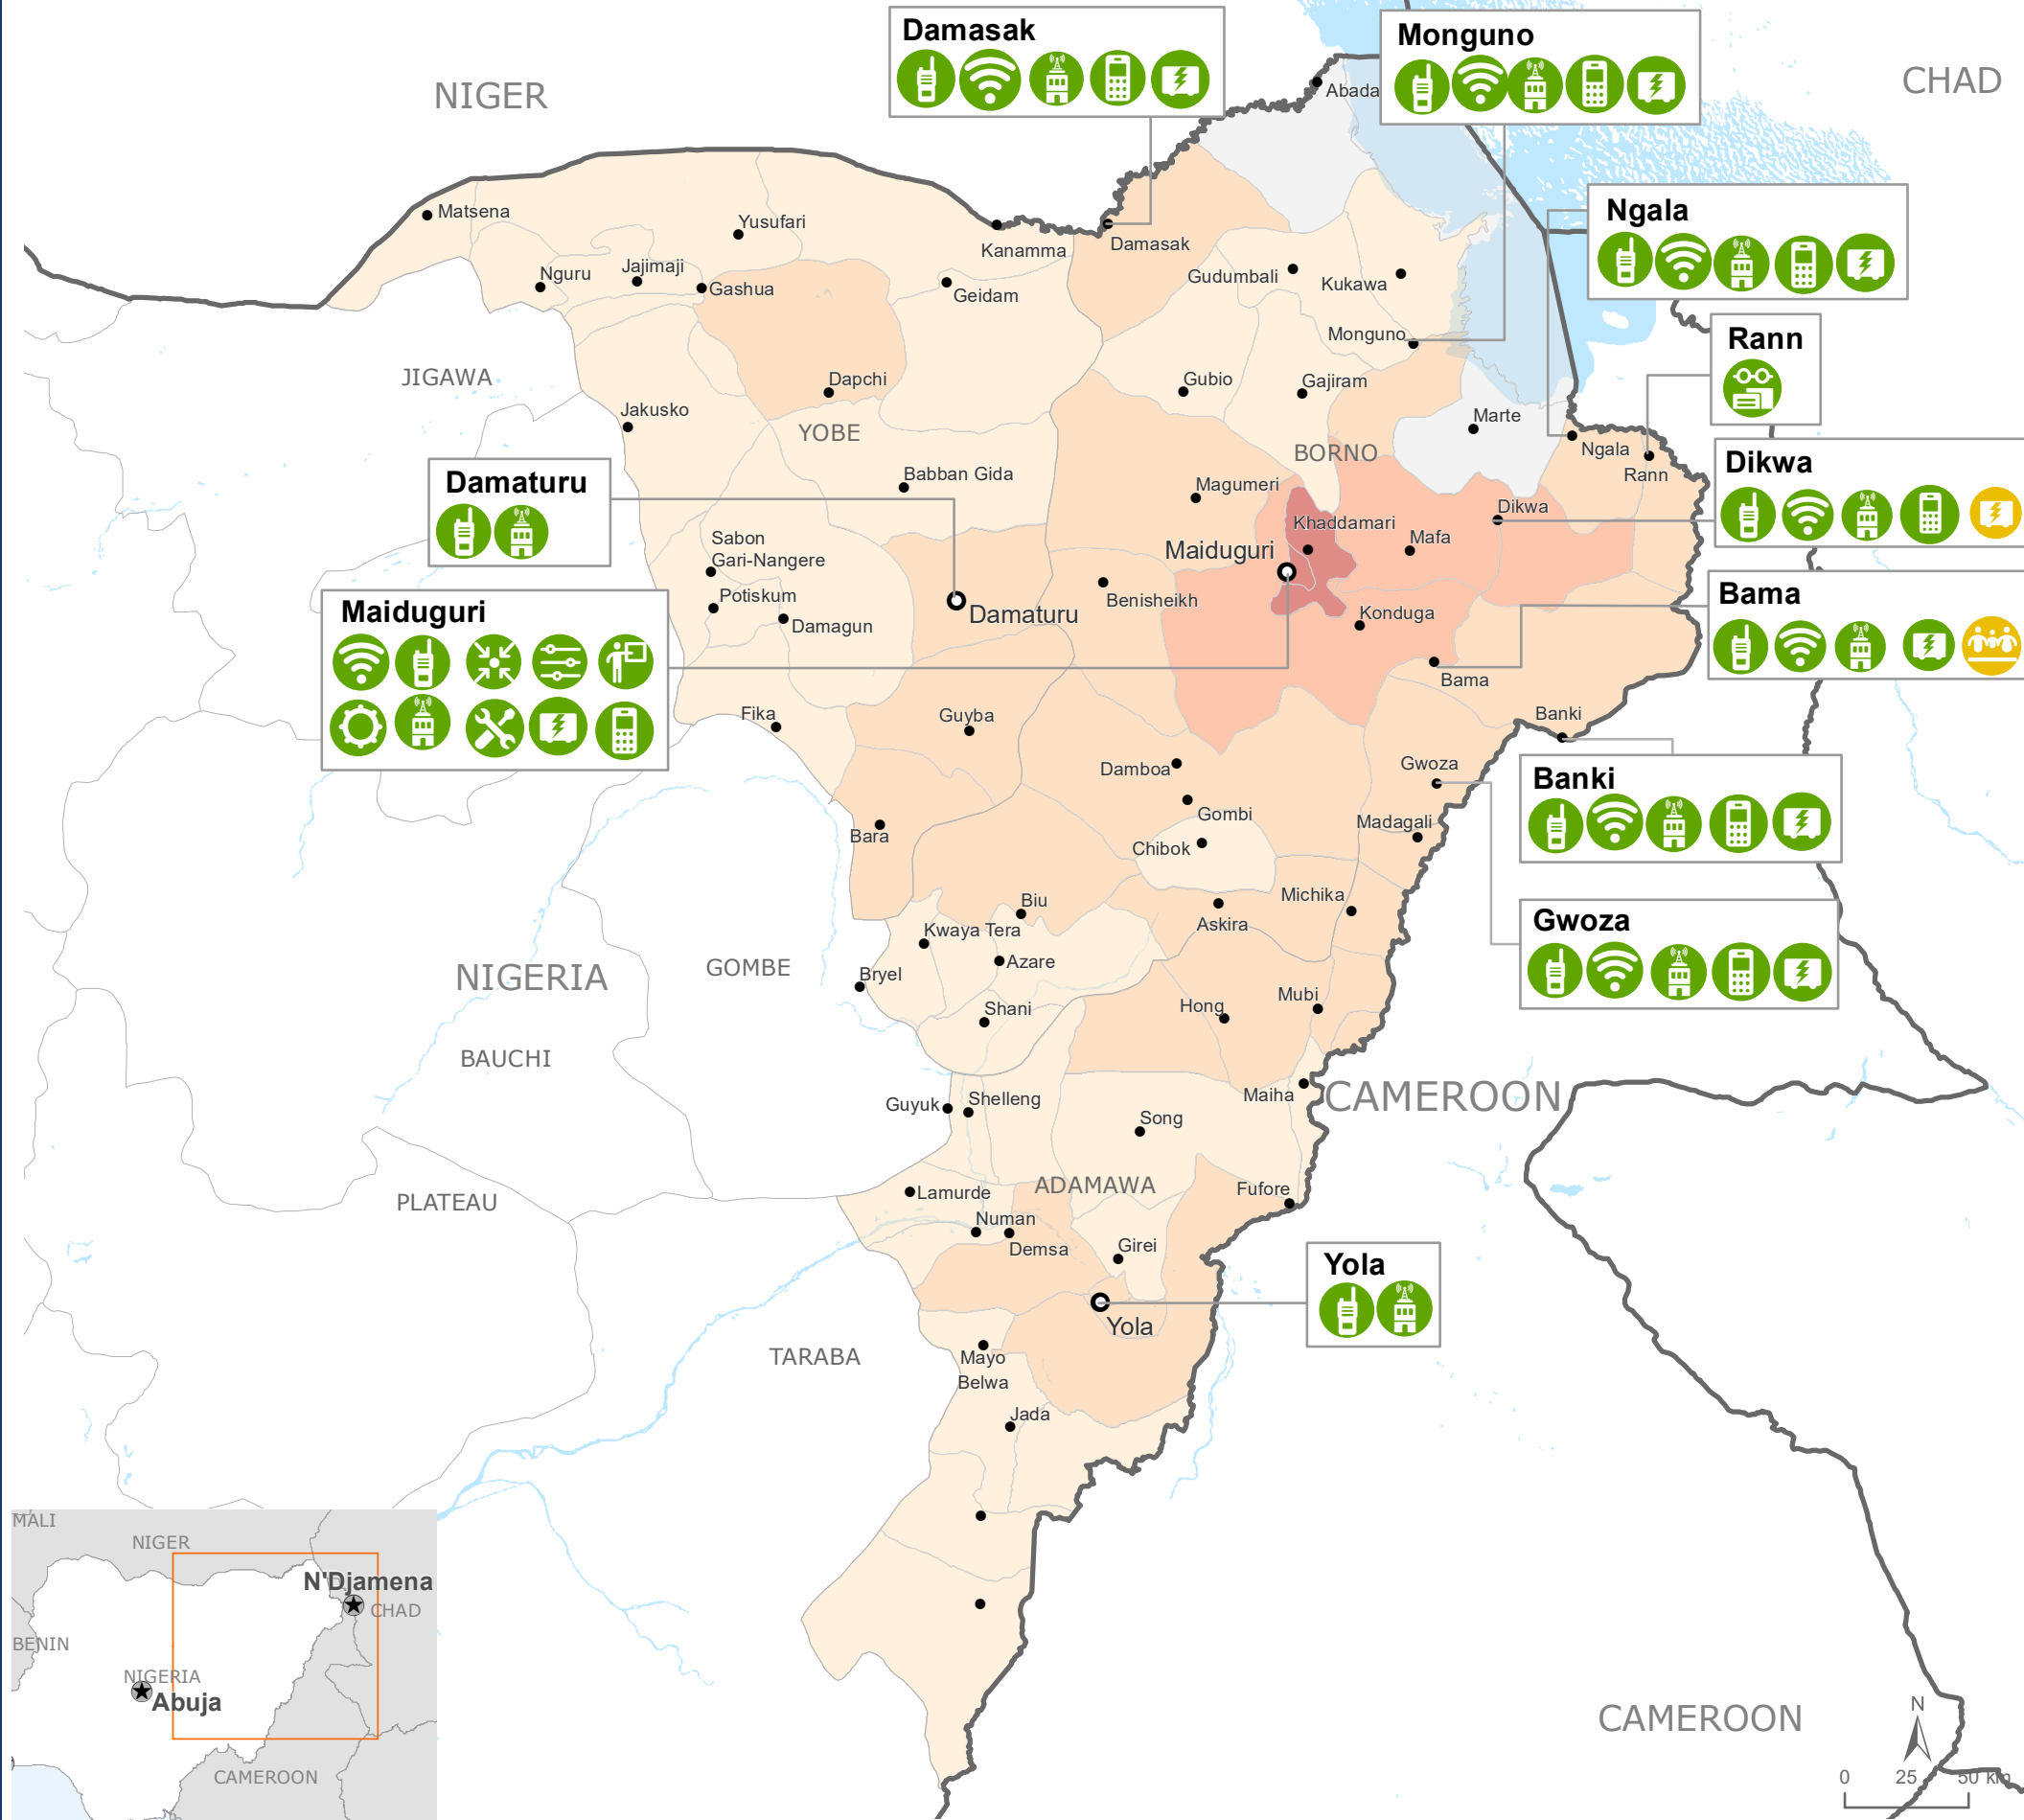 Damasak
Monguno
NIGER
CHAD
Abada
Ngala
Matsena
Yusufari
Kanamma
Damasak
Nguru
Jajimaji
Gashua
Geidam
Gudumbali
Kukawa
Monguno
Rann
JIGAWA
Dapchi
Gubio
Gajiram
Jakusko
YOBE
Marte
BORNO
Ngala
Rann
Dikwa
Damaturu
Babban Gida
Magumeri
Dikwa
Khaddamari
Mafa
Sabon
Gari-Nangere
Maiduguri
Potiskum
Damagun
Damaturu
Benisheikh
Konduga
Bama
Maiduguri
Bama
Fika
Guyba
Banki
Damboa
Gwoza
Banki
Gombi
Madagali
Bara
Chibok
Michika
Biu
Askira
Gwoza
Kwaya Tera
NIGERIA
GOMBE
Azare
Bryel
Shani
Hong
Mubi
BAUCHI
Maiha
CAMEROON
Guyuk
Shelleng
Song
PLATEAU
ADAMAWA
Lamurde
Fufore
Numan
Demsa
Girei
Yola
Yola
TARABA
Mayo
Belwa
Jada
MALI
NIGER
N'Djamena
CHAD
BENIN
NIGERIA
Abuja
CAMEROON
CAMEROON
N
0 25 50 km